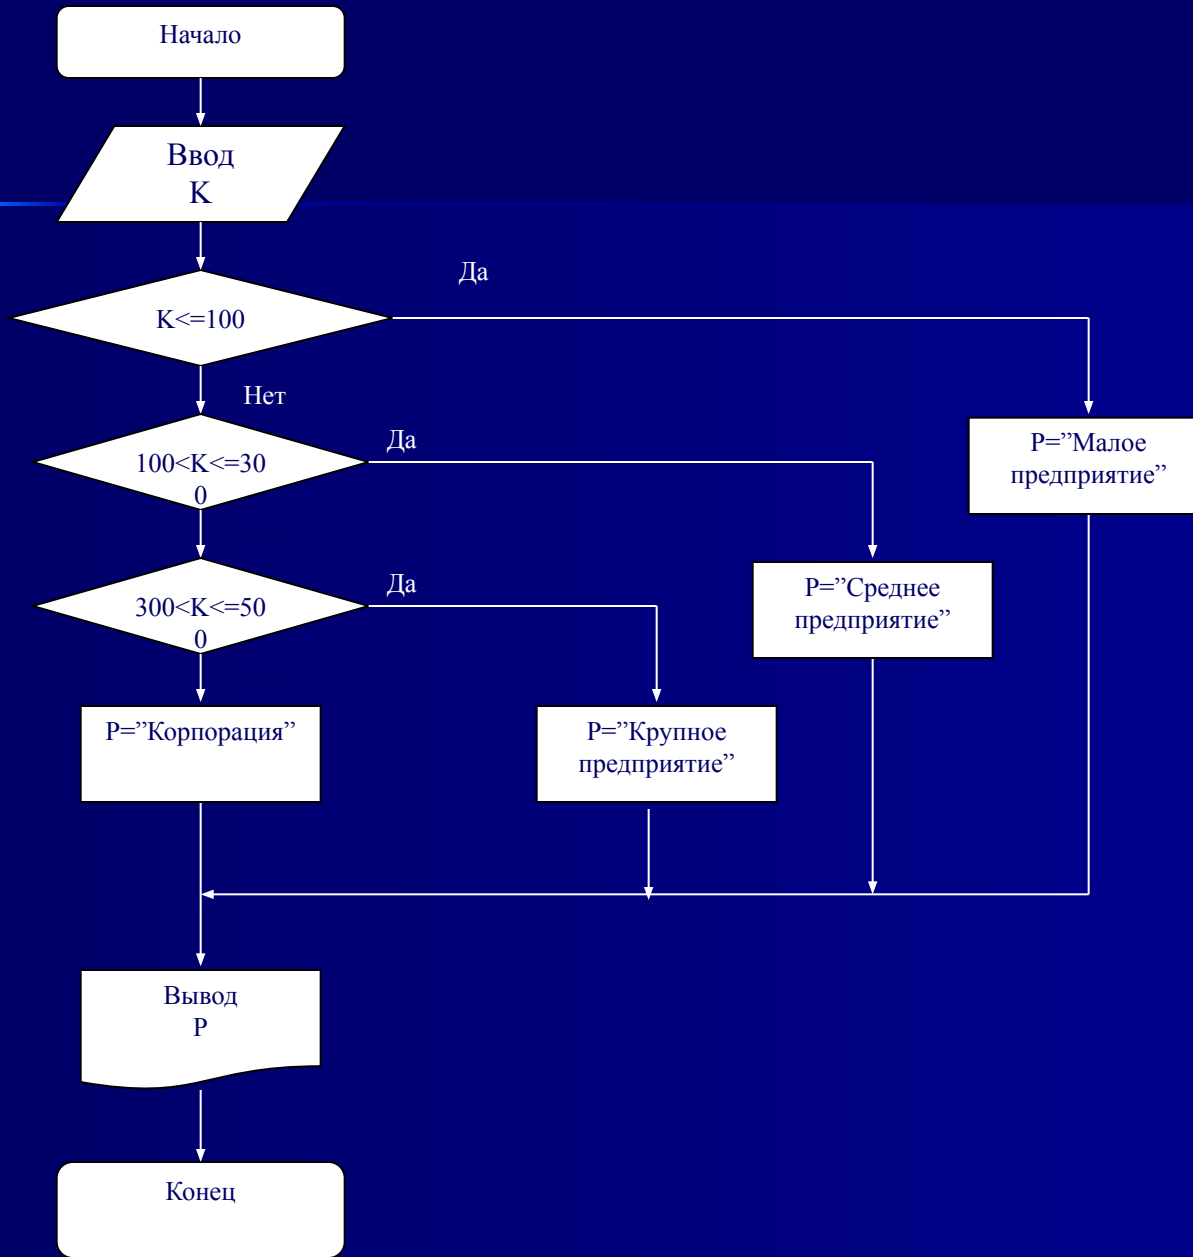 Начало
Ввод
K
Да
K<=100
Нет
Да
P=”Малое
предприятие”
100<K<=30
0
Да
P=”Среднее
предприятие”
300<K<=50
0
P=”Корпорация”
P=”Крупное
предприятие”
Вывод
P
Конец